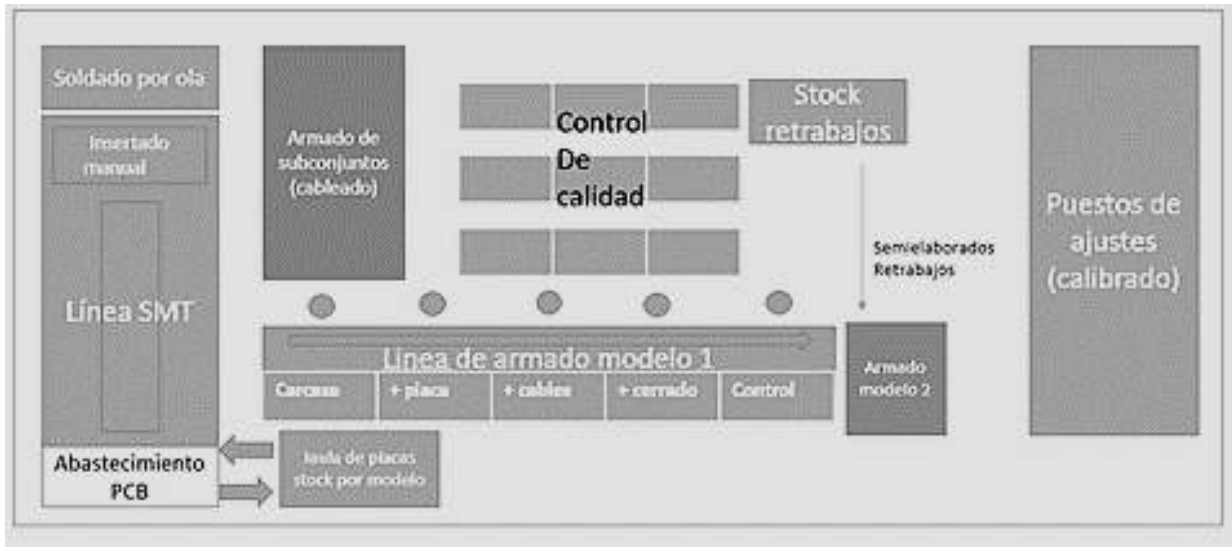 Soldado por ola
Insertado
manual
Línea SMT
Abastecimiento
PCB
Armado de
subconjuntos
(cableado)
Control
De
calidad
Stock
retrabajos
Semielaborados
Retrabajos
Puestos de
ajustes
(calibrado)
Linea de armado modelo 1
Carcasa
+ placa
+ cables
+ cerrado
Control
Armado
modelo 2
Jaula de placas
stock por modelo